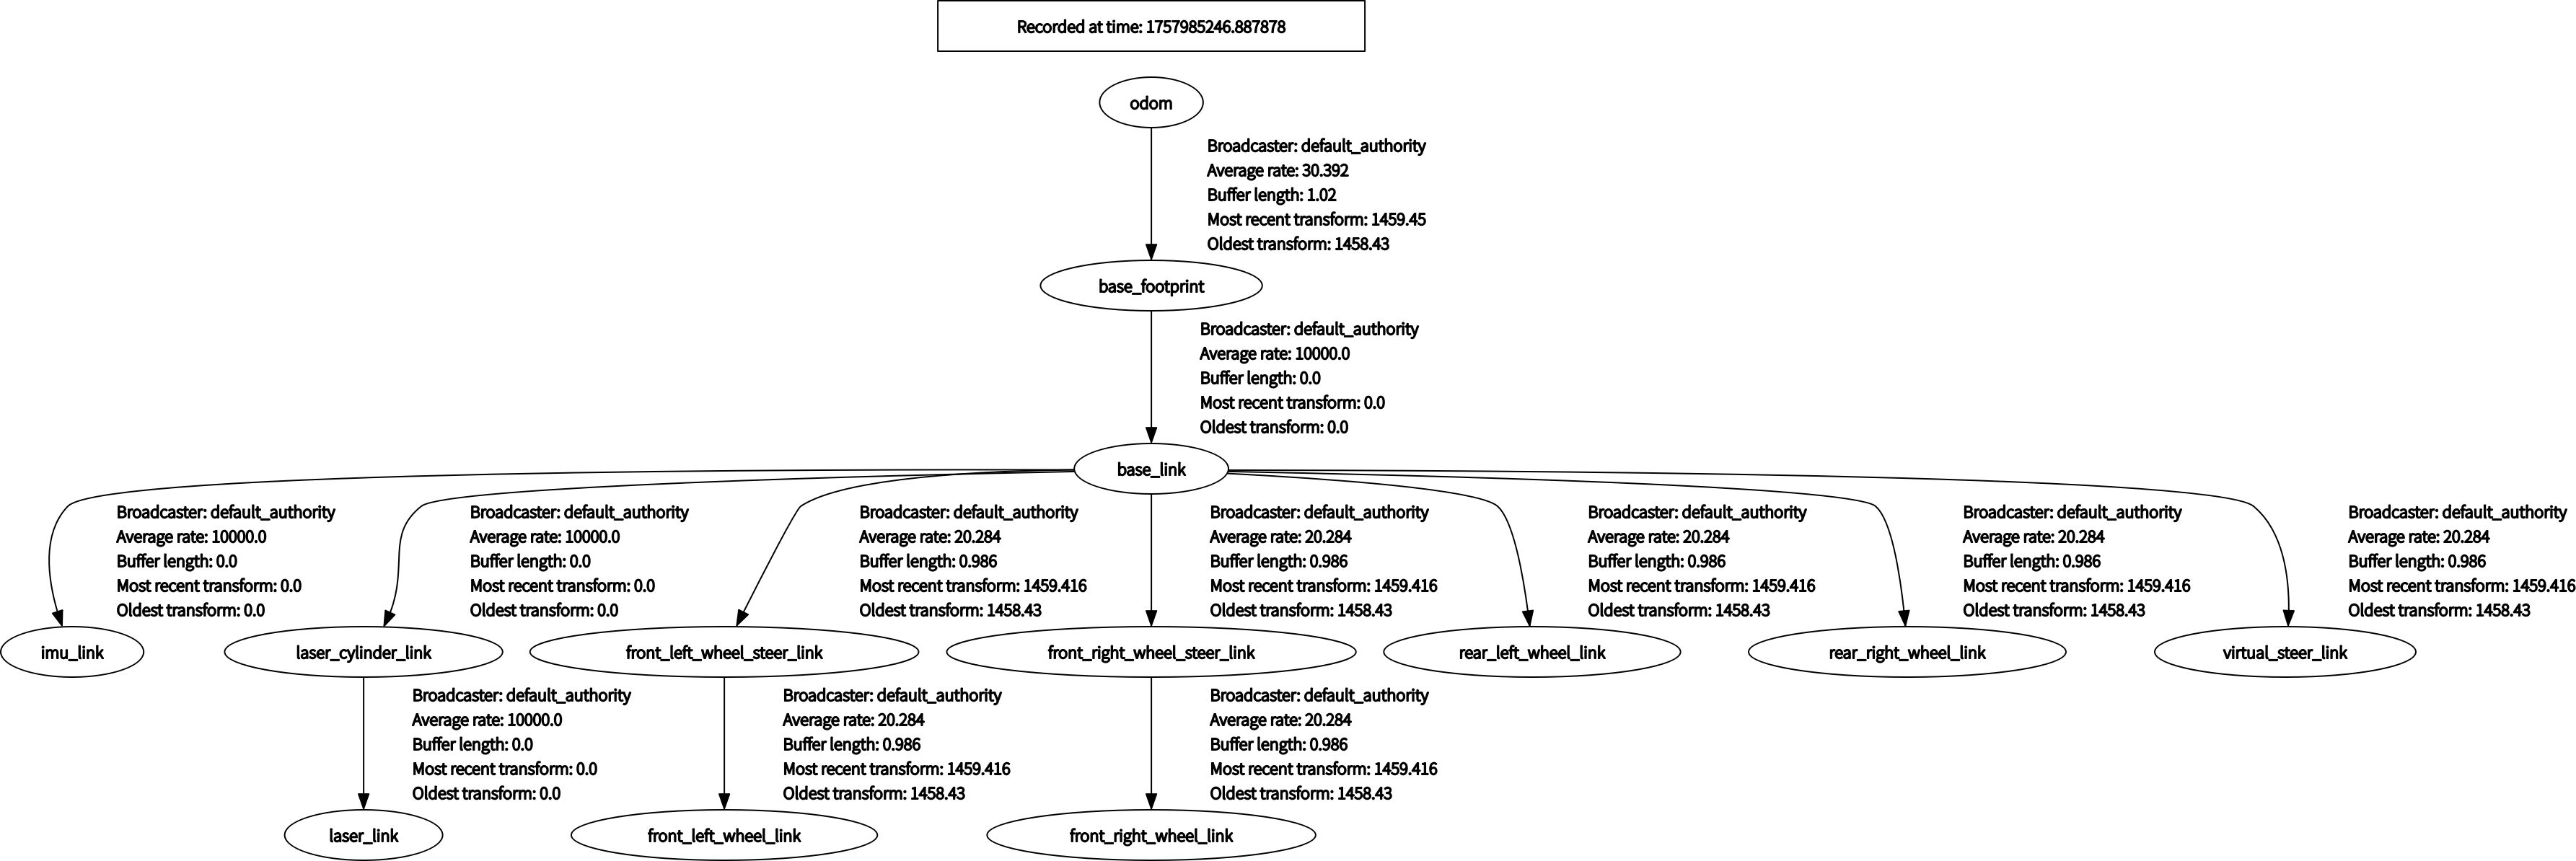 Recorded at time: 1757985246.887878
odom
Broadcaster: default_authority
Average rate: 30.392
Buffer length: 1.02
Most recent transform: 1459.45
Oldest transform: 1458.43
base_footprint
Broadcaster: default_authority
Average rate: 10000.0
Buffer length: 0.0
Most recent transform: 0.0
Oldest transform: 0.0
base_link
Broadcaster: default_authority
Average rate: 10000.0
Buffer length: 0.0
Most recent transform: 0.0
Oldest transform: 0.0
Broadcaster: default_authority
Average rate: 10000.0
Buffer length: 0.0
Most recent transform: 0.0
Oldest transform: 0.0
Broadcaster: default_authority
Average rate: 20.284
Buffer length: 0.986
Most recent transform: 1459.416
Oldest transform: 1458.43
Broadcaster: default_authority
Average rate: 20.284
Buffer length: 0.986
Most recent transform: 1459.416
Oldest transform: 1458.43
Broadcaster: default_authority
Average rate: 20.284
Buffer length: 0.986
Most recent transform: 1459.416
Oldest transform: 1458.43
Broadcaster: default_authority
Average rate: 20.284
Buffer length: 0.986
Most recent transform: 1459.416
Oldest transform: 1458.43
Broadcaster: default_authority
Average rate: 20.284
Buffer length: 0.986
Most recent transform: 1459.416
Oldest transform: 1458.43
imu_link
laser_cylinder_link
front_left_wheel_steer_link
front_right_wheel_steer_link
rear_left_wheel_link
rear_right_wheel_link
virtual_steer_link
Broadcaster: default_authority
Average rate: 10000.0
Buffer length: 0.0
Most recent transform: 0.0
Oldest transform: 0.0
Broadcaster: default_authority
Average rate: 20.284
Buffer length: 0.986
Most recent transform: 1459.416
Oldest transform: 1458.43
Broadcaster: default_authority
Average rate: 20.284
Buffer length: 0.986
Most recent transform: 1459.416
Oldest transform: 1458.43
laser_link
front_left_wheel_link
front_right_wheel_link